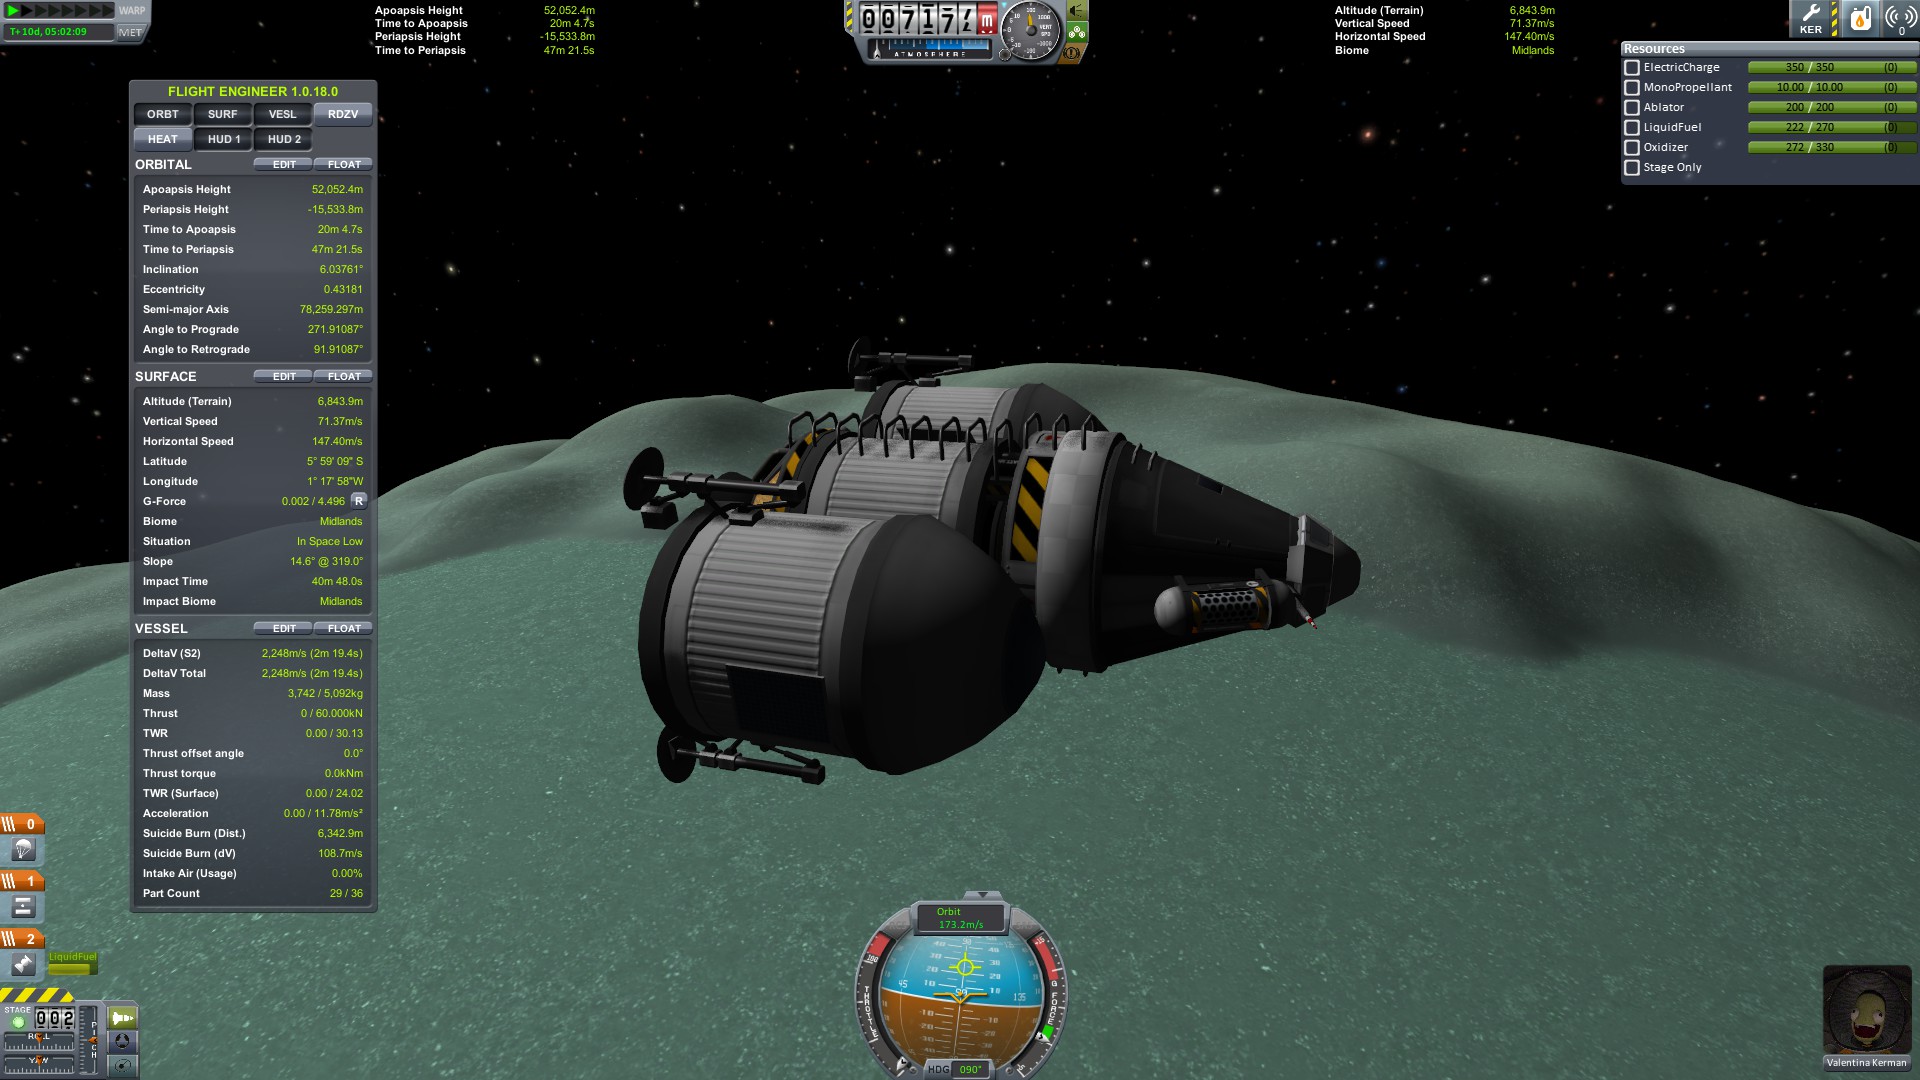 WARP
T+ 10d, 05:02:09
MET
Apoapsis Height 52,052.4m
Time to Apoapsis 20m 4.7s
Periapsis Height -15,533.8m
Time to Periapsis 47m 21.5s
m
ATMOSPHERE
Altitude (Terrain) 6,843.9m
Vertical Speed 71.37m/s
Horizontal Speed 147.40m/s
Biome Midlands
KER
0
Resources
ElectricCharge 350 / 350 (0)
MonoPropellant 10.00 / 10.00 (0)
Ablator 200 / 200 (0)
LiquidFuel 222 / 270 (0)
Oxidizer 272 / 330 (0)
Stage Only
FLIGHT ENGINEER 1.0.18.0
ORBT SURF VESL RDZV
HEAT HUD 1 HUD 2
ORBITAL EDIT FLOAT
Apoapsis Height 52,052.4m
Periapsis Height -15,533.8m
Time to Apoapsis 20m 4.7s
Time to Periapsis 47m 21.5s
Inclination 6.03761°
Eccentricity 0.43181
Semi-major Axis 78,259.297m
Angle to Prograde 271.91087°
Angle to Retrograde 91.91087°
SURFACE EDIT FLOAT
Altitude (Terrain) 6,843.9m
Vertical Speed 71.37m/s
Horizontal Speed 147.40m/s
Latitude 5° 59' 09" S
Longitude 1° 17' 58"W
G-Force 0.002 / 4.496 R
Biome Midlands
Situation In Space Low
Slope 14.6° @ 319.0°
Impact Time 40m 48.0s
Impact Biome Midlands
VESSEL EDIT FLOAT
DeltaV (S2) 2,248m/s (2m 19.4s)
DeltaV Total 2,248m/s (2m 19.4s)
Mass 3,742 / 5,092kg
Thrust 0 / 60.000kN
TWR 0.00 / 30.13
Thrust offset angle 0.0°
Thrust torque 0.0kNm
TWR (Surface) 0.00 / 24.02
Acceleration 0.00 / 11.78m/s²
Suicide Burn (Dist.) 6,342.9m
Suicide Burn (dV) 108.7m/s
Intake Air (Usage) 0.00%
Part Count 29 / 36
0
1
2
LiquidFuel
STAGE
002
ROLL
YAW
PITCH
Orbit
173.2m/s
THROTTLE
G FORCE
45
135
HDG 090°
Valentina Kerman